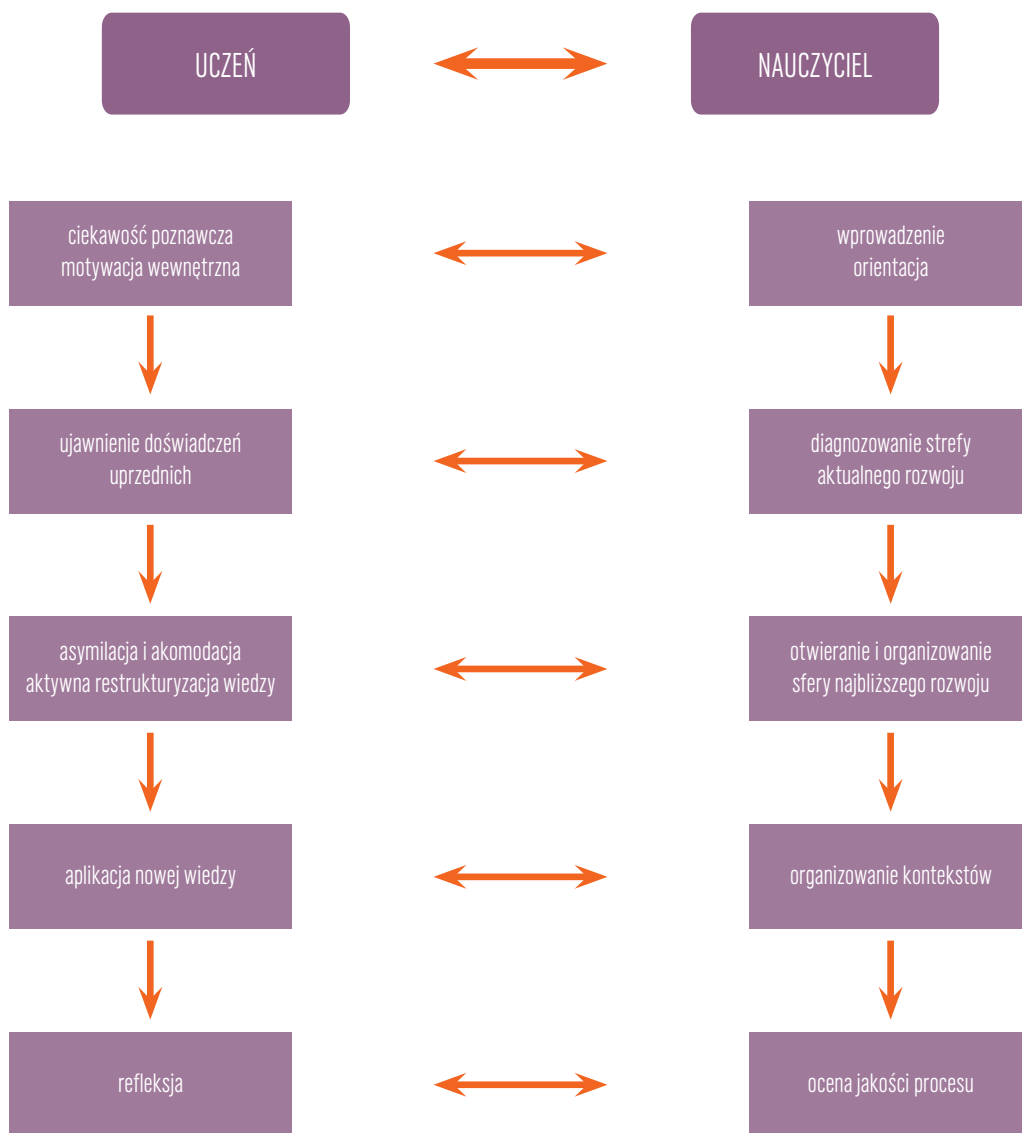 UCZEŃ
NAUCZYCIEL
ciekawość poznawcza
motywacja wewnętrzna
wprowadzenie
orientacja
ujawnienie doświadczeń
uprzednich
diagnozowanie strefy
aktualnego rozwoju
asymilacja i akomodacja
aktywna restrukturyzacja wiedzy
otwieranie i organizowanie
sfery najbliższego rozwoju
aplikacja nowej wiedzy
organizowanie kontekstów
refleksja
ocena jakości procesu